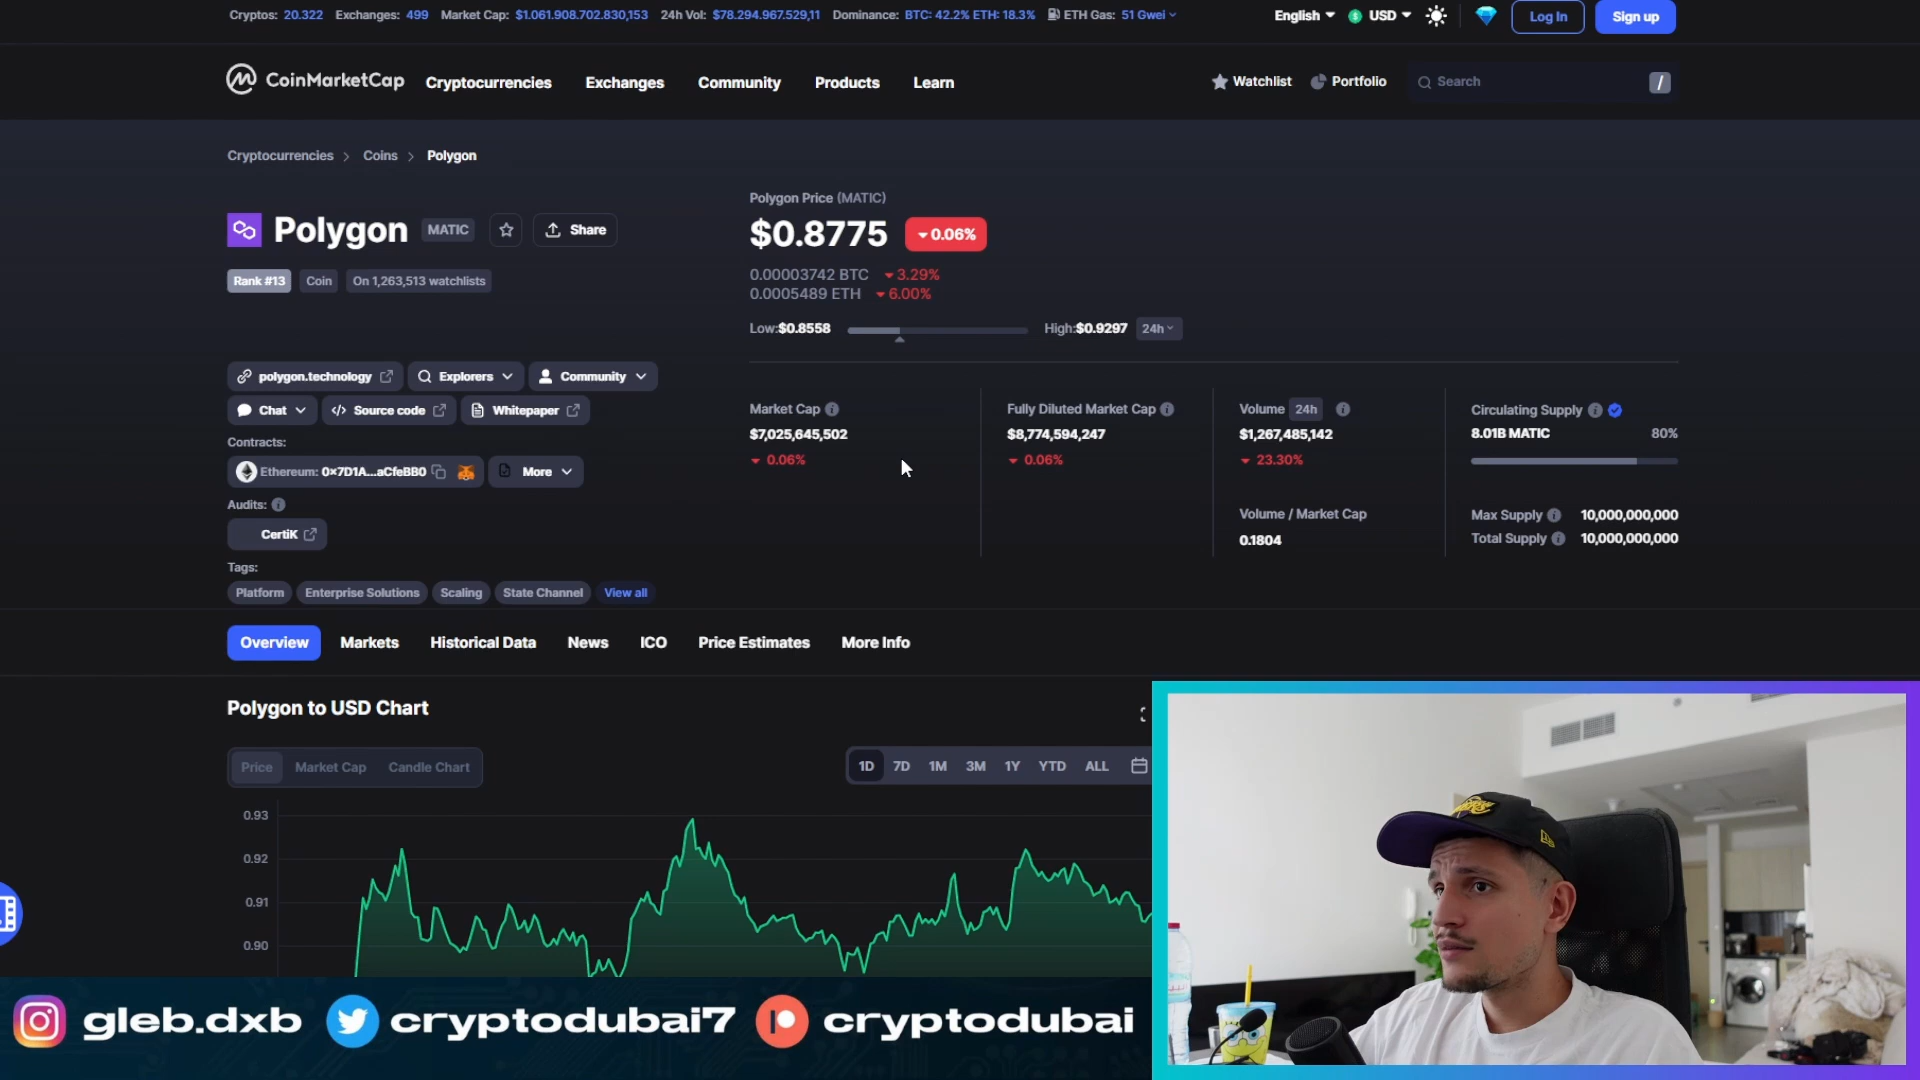 Cryptos: 20.322 Exchanges: 499 Market Cap: $1.061.908.702.830,153 24h Vol: $78.294.967.529,11 Dominance: BTC: 42.2% ETH: 18.3% ETH Gas: 51 Gwei
English USD Log In Sign up
CoinMarketCap Cryptocurrencies Exchanges Community Products Learn
Watchlist Portfolio Search /
Cryptocurrencies > Coins > Polygon
Polygon MATIC Share
Rank #13 Coin On 1,263,513 watchlists
Polygon Price (MATIC)
$0.8775 0.06%
0.00003742 BTC 3.29%
0.0005489 ETH 6.00%
Low:$0.8558 High:$0.9297 24h
polygon.technology Explorers Community
Chat Source code Whitepaper
Contracts:
Ethereum: 0x7D1A...aCfeBB0 More
Audits:
CertiK
Tags:
Platform Enterprise Solutions Scaling State Channel View all
Market Cap
$7,025,645,502
0.06%
Fully Diluted Market Cap
$8,774,594,247
0.06%
Volume 24h
$1,267,485,142
23.30%
Volume / Market Cap
0.1804
Circulating Supply
8.01B MATIC 80%
Max Supply 10,000,000,000
Total Supply 10,000,000,000
Overview Markets Historical Data News ICO Price Estimates More Info
Polygon to USD Chart
Price Market Cap Candle Chart
1D 7D 1M 3M 1Y YTD ALL
0.93
0.92
0.91
0.90
gleb.dxb cryptodubai7 cryptodubai